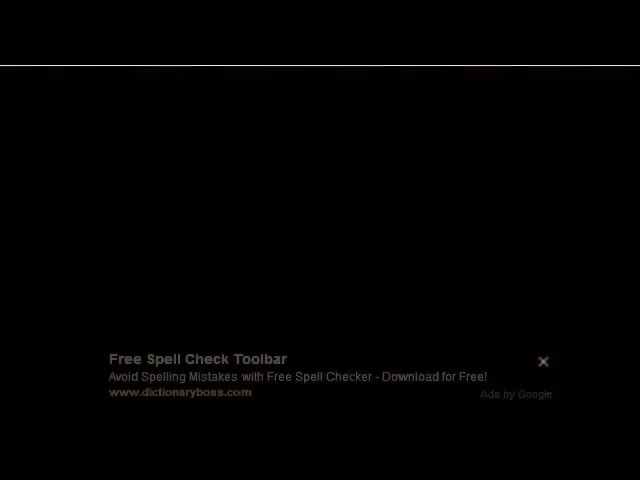 Free Spell Check Toolbar
Avoid Spelling Mistakes with Free Spell Checker - Download for Free!
www.dictionaryboss.com
Ads by Google